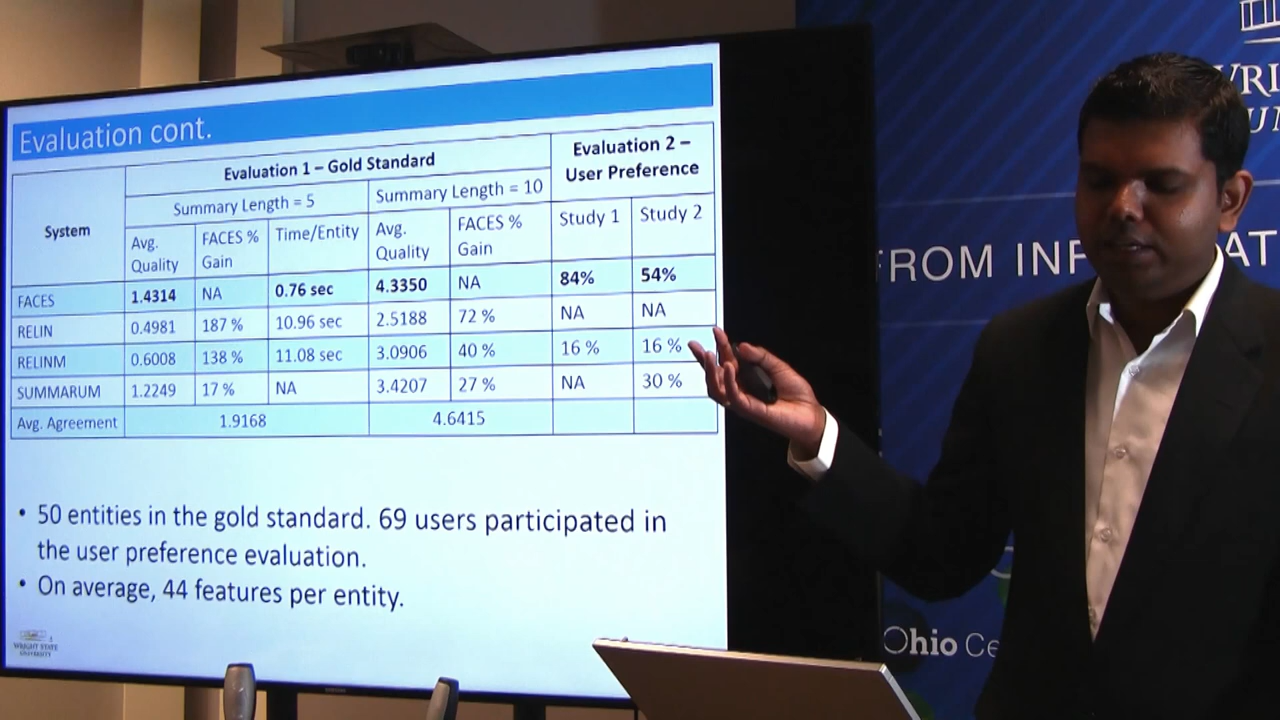 Evaluation cont.
System
Evaluation 1 – Gold Standard
Evaluation 2 –
User Preference
Summary Length = 5
Summary Length = 10
Study 1
Study 2
Avg.
Quality
FACES %
Gain
Time/Entity
Avg.
Quality
FACES %
Gain
FACES 1.4314 NA 0.76 sec 4.3350 NA 84% 54%
RELIN 0.4981 187 % 10.96 sec 2.5188 72 % NA NA
RELINM 0.6008 138 % 11.08 sec 3.0906 40 % 16 % 16 %
SUMMARUM 1.2249 17 % NA 3.4207 27 % NA 30 %
Avg. Agreement 1.9168 4.6415
• 50 entities in the gold standard. 69 users participated in
the user preference evaluation.
• On average, 44 features per entity.
WRIGHT STATE
UNIVERSITY
FROM
Ohio